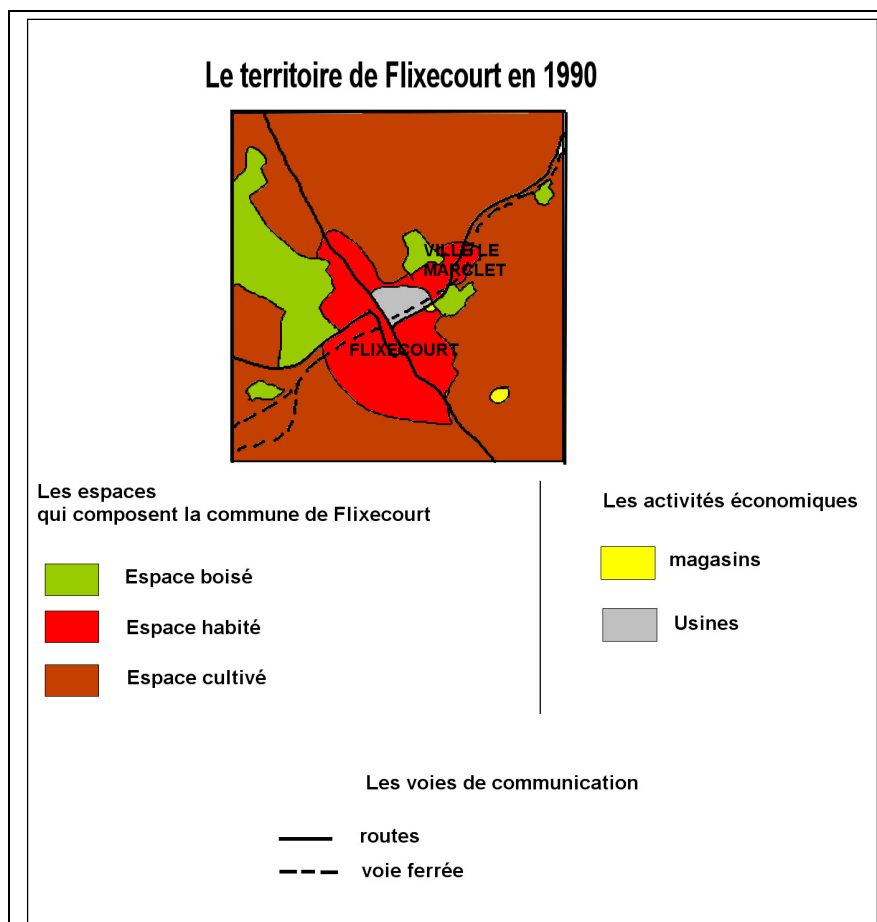 Le territoire de Flixecourt en 1990
VILLE LE
MARCLET
FLIXECOURT
Les espaces
qui composent la commune de Flixecourt
Espace boisé
Espace habité
Espace cultivé
Les activités économiques
magasins
Usines
Les voies de communication
routes
voie ferrée